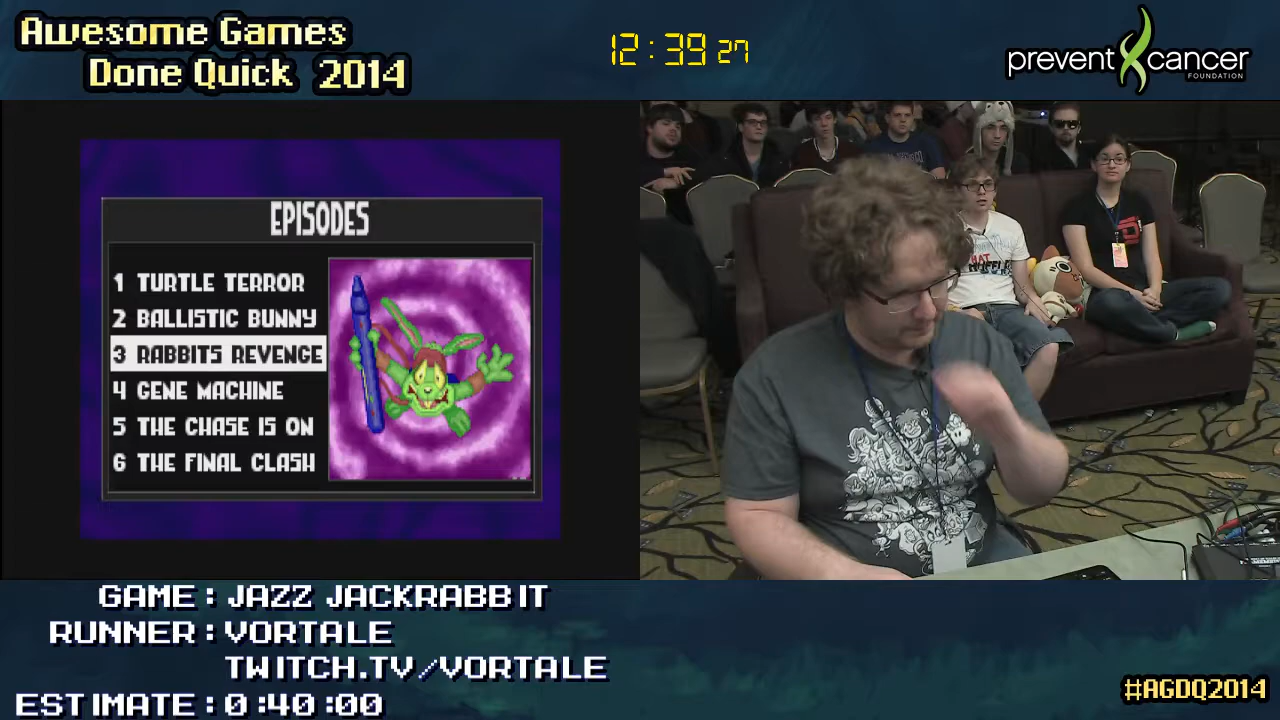 Awesome Games
Done Quick 2014
12:39 27
prevent cancer
FOUNDATION
EPISODES
1 TURTLE TERROR
2 BALLISTIC BUNNY
3 RABBITS REVENGE
4 GENE MACHINE
5 THE CHASE IS ON
6 THE FINAL CLASH
GAME : JAZZ JACKRABBIT
RUNNER : VORTALE
TWITCH.TV/VORTALE
ESTIMATE : 0:40:00
#AGDQ2014